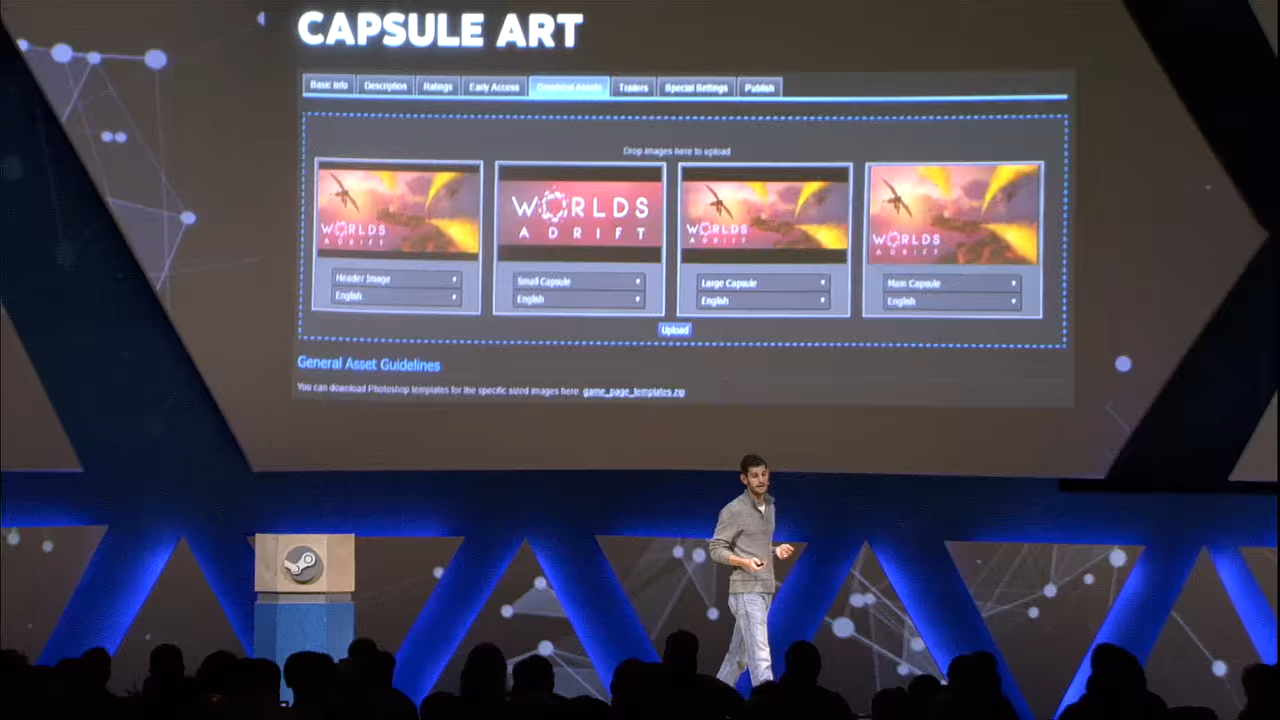 CAPSULE ART
Basic Info Description Ratings Early Access Graphical Assets Trailers Special Settings Publish
Drop images here to upload
WORLDS ADRIFT
WORLDS ADRIFT
WORLDS ADRIFT
WORLDS ADRIFT
Header Image Small Capsule Large Capsule Main Capsule
English English English English
Upload
General Asset Guidelines
You can download Photoshop templates for the specific sized images here: game_page_templates.zip